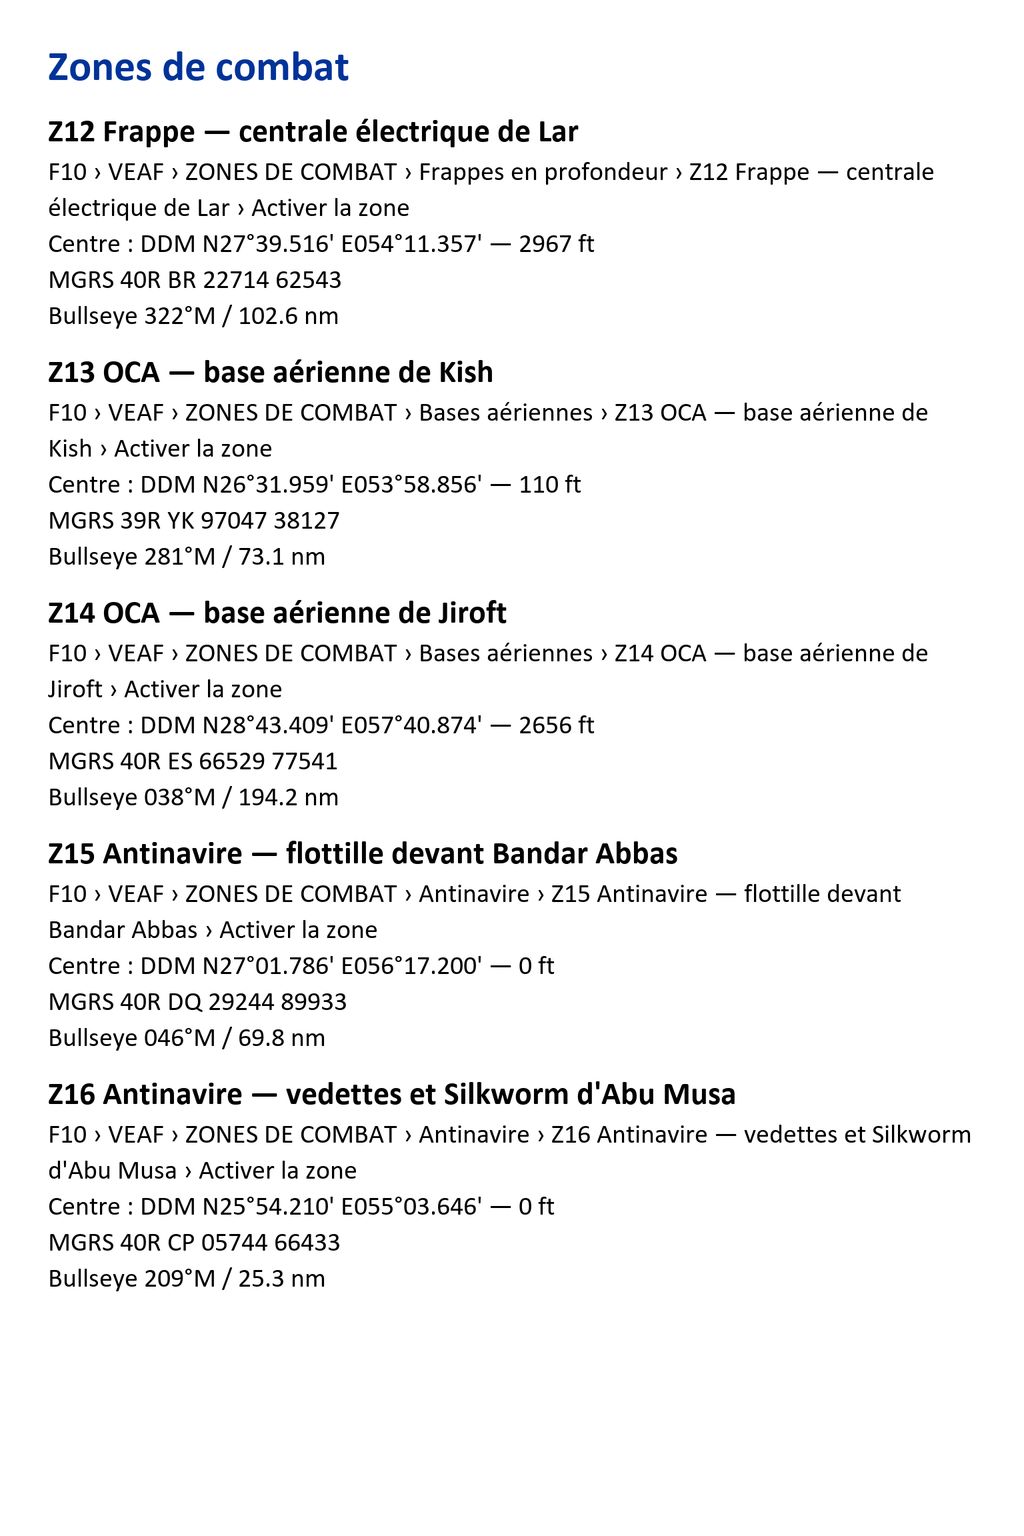 Zones de combat
Z12 Frappe — centrale électrique de Lar
F10 › VEAF › ZONES DE COMBAT › Frappes en profondeur › Z12 Frappe — centrale
électrique de Lar › Activer la zone
Centre : DDM N27°39.516' E054°11.357' — 2967 ft
MGRS 40R BR 22714 62543
Bullseye 322°M / 102.6 nm
Z13 OCA — base aérienne de Kish
F10 › VEAF › ZONES DE COMBAT › Bases aériennes › Z13 OCA — base aérienne de
Kish › Activer la zone
Centre : DDM N26°31.959' E053°58.856' — 110 ft
MGRS 39R YK 97047 38127
Bullseye 281°M / 73.1 nm
Z14 OCA — base aérienne de Jiroft
F10 › VEAF › ZONES DE COMBAT › Bases aériennes › Z14 OCA — base aérienne de
Jiroft › Activer la zone
Centre : DDM N28°43.409' E057°40.874' — 2656 ft
MGRS 40R ES 66529 77541
Bullseye 038°M / 194.2 nm
Z15 Antinavire — flottille devant Bandar Abbas
F10 › VEAF › ZONES DE COMBAT › Antinavire › Z15 Antinavire — flottille devant
Bandar Abbas › Activer la zone
Centre : DDM N27°01.786' E056°17.200' — 0 ft
MGRS 40R DQ 29244 89933
Bullseye 046°M / 69.8 nm
Z16 Antinavire — vedettes et Silkworm d'Abu Musa
F10 › VEAF › ZONES DE COMBAT › Antinavire › Z16 Antinavire — vedettes et Silkworm
d'Abu Musa › Activer la zone
Centre : DDM N25°54.210' E055°03.646' — 0 ft
MGRS 40R CP 05744 66433
Bullseye 209°M / 25.3 nm